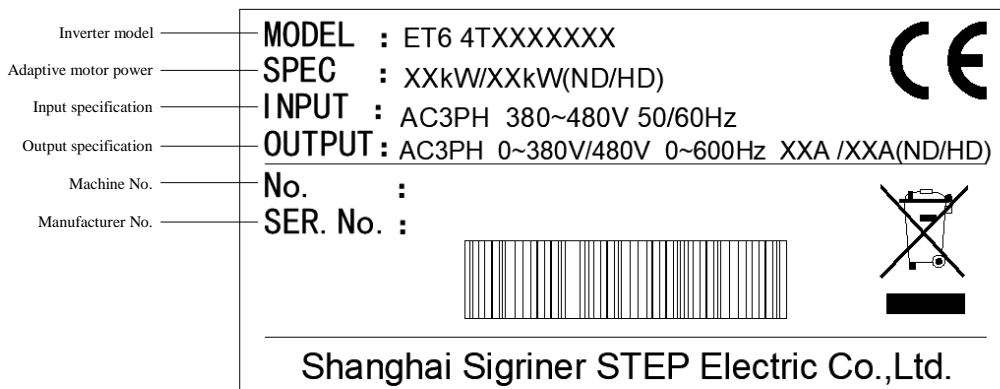 Inverter model MODEL : ET6 4TXXXXXXX
Adaptive motor power SPEC : XXkW/XXkW(ND/HD)
Input specification INPUT : AC3PH 380~480V 50/60Hz
Output specification OUTPUT: AC3PH 0~380V/480V 0~600Hz XXA /XXA(ND/HD)
Machine No. No. :
Manufacturer No. SER. No. :
CE
Shanghai Sigriner STEP Electric Co.,Ltd.